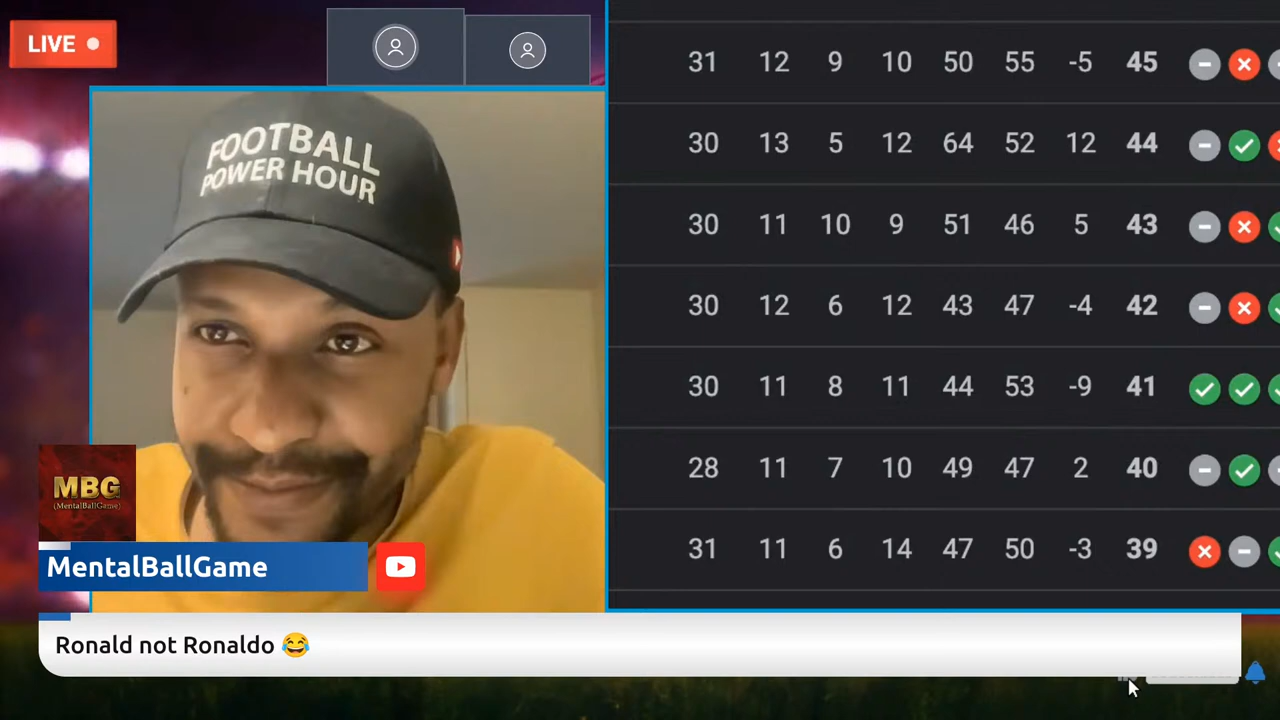 LIVE
FOOTBALL
POWER HOUR
31 12 9 10 50 55 -5 45
30 13 5 12 64 52 12 44
30 11 10 9 51 46 5 43
30 12 6 12 43 47 -4 42
30 11 8 11 44 53 -9 41
28 11 7 10 49 47 2 40
31 11 6 14 47 50 -3 39
MBG
(MentalBallGame)
MentalBallGame
Ronald not Ronaldo 😂